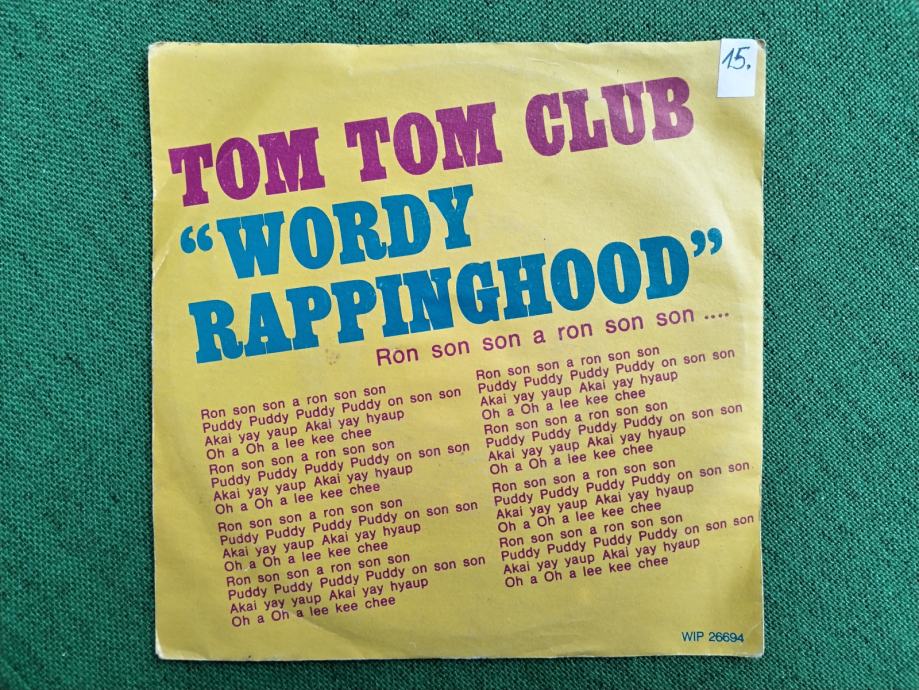 15.
TOM TOM CLUB
“WORDY
RAPPINGHOOD”
Ron son son a ron son son ....
Ron son son a ron son son
Puddy Puddy Puddy Puddy on son son
Akai yay yaup Akai yay hyaup
Oh a Oh a lee kee chee
Ron son son a ron son son
Puddy Puddy Puddy Puddy on son son
Akai yay yaup Akai yay hyaup
Oh a Oh a lee kee chee
Ron son son a ron son son
Puddy Puddy Puddy Puddy on son son
Akai yay yaup Akai yay hyaup
Oh a Oh a lee kee chee
Ron son son a ron son son
Puddy Puddy Puddy Puddy on son son
Akai yay yaup Akai yay hyaup
Oh a Oh a lee kee chee
Ron son son a ron son son
Puddy Puddy Puddy Puddy on son son
Akai yay yaup Akai yay hyaup
Oh a Oh a lee kee chee
Ron son son a ron son son
Puddy Puddy Puddy Puddy on son son
Akai yay yaup Akai yay hyaup
Oh a Oh a lee kee chee
Ron son son a ron son son
Puddy Puddy Puddy Puddy on son son
Akai yay yaup Akai yay hyaup
Oh a Oh a lee kee chee
Ron son son a ron son son
Puddy Puddy Puddy Puddy on son son
Akai yay yaup Akai yay hyaup
Oh a Oh a lee kee chee
WIP 26694